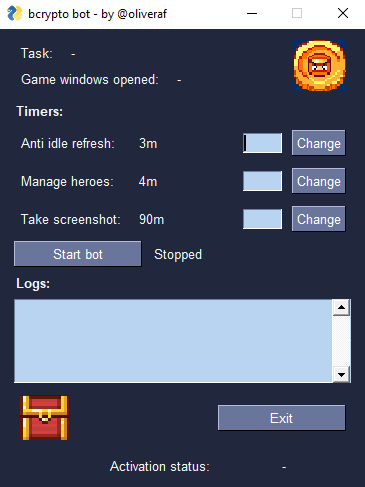 bcrypto bot - by @oliveraf
Task: -
Game windows opened: -
Timers:
Anti idle refresh: 3m Change
Manage heroes: 4m Change
Take screenshot: 90m Change
Start bot Stopped
Logs:
Exit
Activation status: -